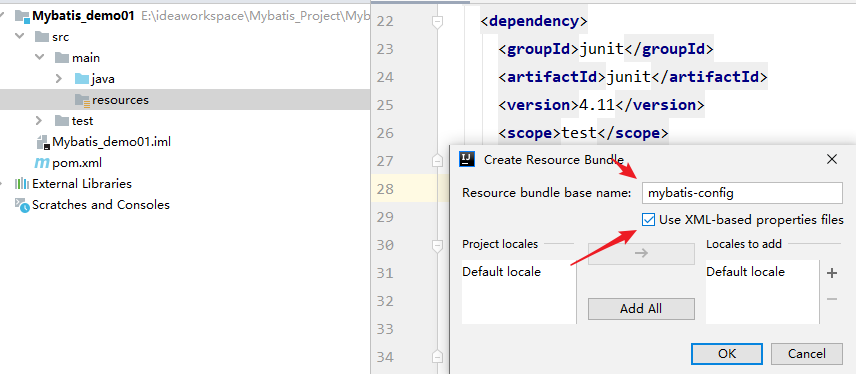 Mybatis_demo01 E:\ideaworkspace\Mybatis_Project\Myb
src
main
java
resources
test
Mybatis_demo01.iml
pom.xml
External Libraries
Scratches and Consoles
22 <dependency>
23 <groupId>junit</groupId>
24 <artifactId>junit</artifactId>
25 <version>4.11</version>
26 <scope>test</scope>
27
28
29
30
31
32
33
34
Create Resource Bundle
Resource bundle base name: mybatis-config
Use XML-based properties files
Project locales
Locales to add
Default locale
Default locale
Add All
OK Cancel